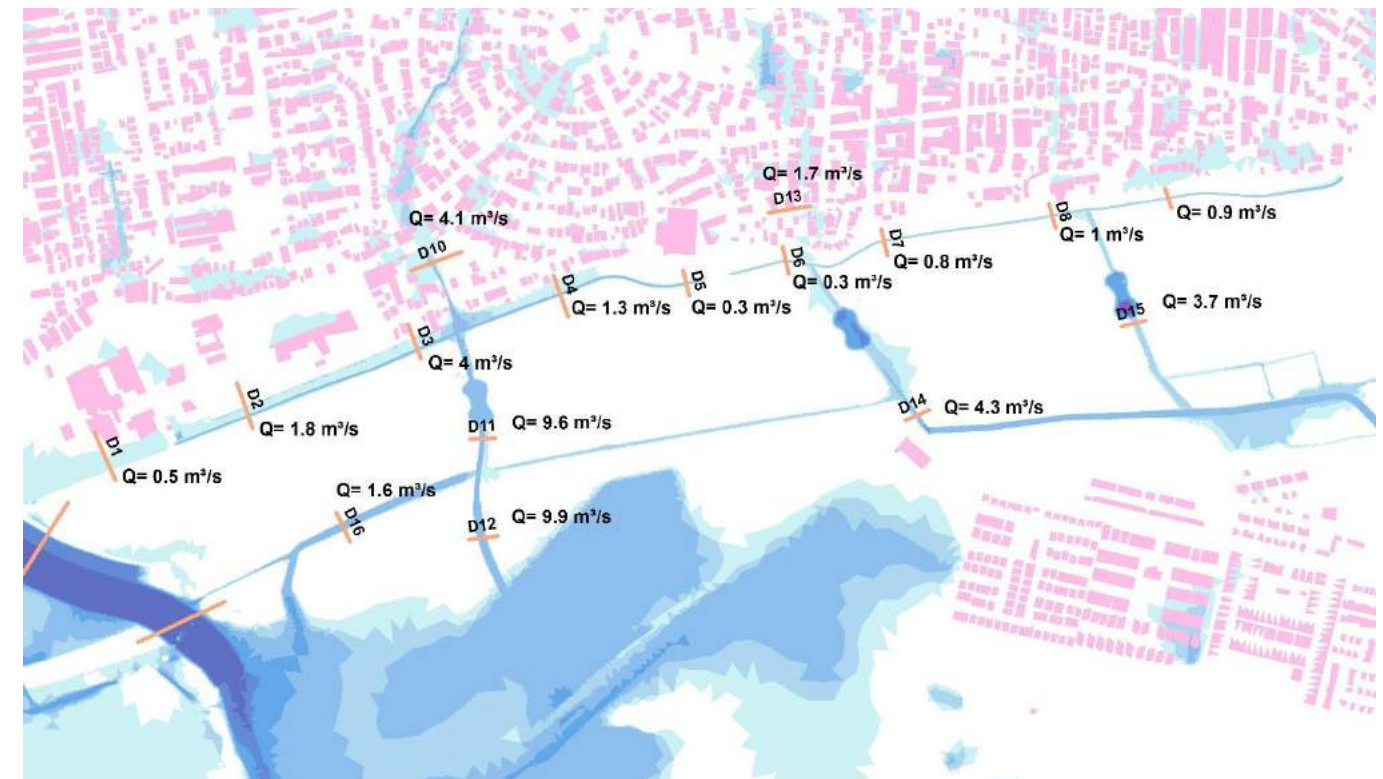 Q= 1.7 m³/s
D13
Q= 4.1 m³/s
D10
D8
Q= 0.9 m³/s
Q= 1 m³/s
D7
Q= 0.8 m³/s
D6
Q= 0.3 m³/s
D5
Q= 0.3 m³/s
D4
Q= 1.3 m³/s
D15
Q= 3.7 m³/s
D3
Q= 4 m³/s
D2
Q= 1.8 m³/s
D11
Q= 9.6 m³/s
D14
Q= 4.3 m³/s
D1
Q= 0.5 m³/s
Q= 1.6 m³/s
D16
D12
Q= 9.9 m³/s